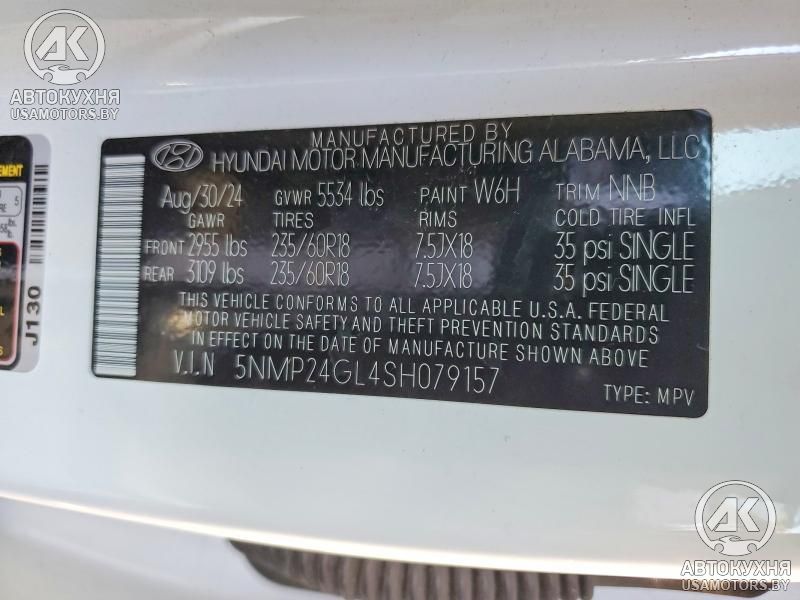 AK
АВТОКУХНЯ
USAMOTORS.BY
MANUFACTURED BY
HYUNDAI MOTOR MANUFACTURING ALABAMA, LLC
Aug/30/24 GVWR 5534 lbs PAINT W6H TRIM NNB
GAWR TIRES RIMS COLD TIRE INFL
FRONT 2955 lbs 235/60R18 7.5JX18 35 psi SINGLE
REAR 3109 lbs 235/60R18 7.5JX18 35 psi SINGLE
THIS VEHICLE CONFORMS TO ALL APPLICABLE U.S.A. FEDERAL
MOTOR VEHICLE SAFETY AND THEFT PREVENTION STANDARDS
IN EFFECT ON THE DATE OF MANUFACTURE SHOWN ABOVE
V.I.N 5NMP24GL4SH079157
TYPE: MPV
J130
AK
АВТОКУХНЯ
USAMOTORS.BY